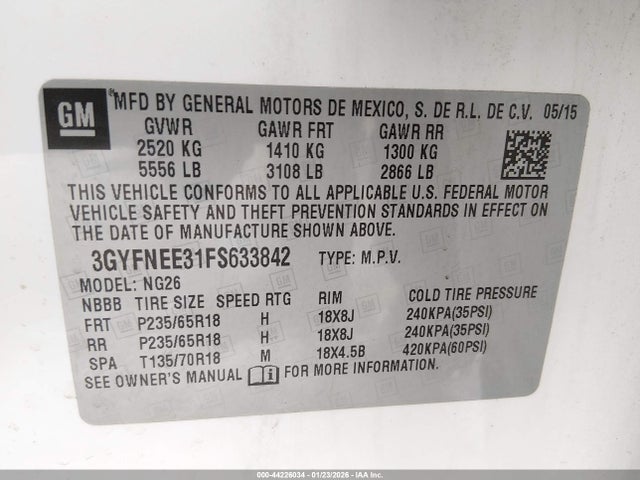 GM
® MFD BY GENERAL MOTORS DE MEXICO, S. DE R.L. DE C.V. 05/15
GVWR GAWR FRT GAWR RR
2520 KG 1410 KG 1300 KG
5556 LB 3108 LB 2866 LB
THIS VEHICLE CONFORMS TO ALL APPLICABLE U.S. FEDERAL MOTOR
VEHICLE SAFETY AND THEFT PREVENTION STANDARDS IN EFFECT ON
THE DATE OF MANUFACTURE SHOWN ABOVE.
3GYFNEE31FS633842 TYPE: M.P.V.
MODEL: NG26
NBBB TIRE SIZE SPEED RTG RIM COLD TIRE PRESSURE
FRT P235/65R18 H 18X8J 240KPA(35PSI)
RR P235/65R18 H 18X8J 240KPA(35PSI)
SPA T135/70R18 M 18X4.5B 420KPA(60PSI)
SEE OWNER'S MANUAL FOR MORE INFORMATION.
000-44226034 - 01/23/2026 - IAA Inc.